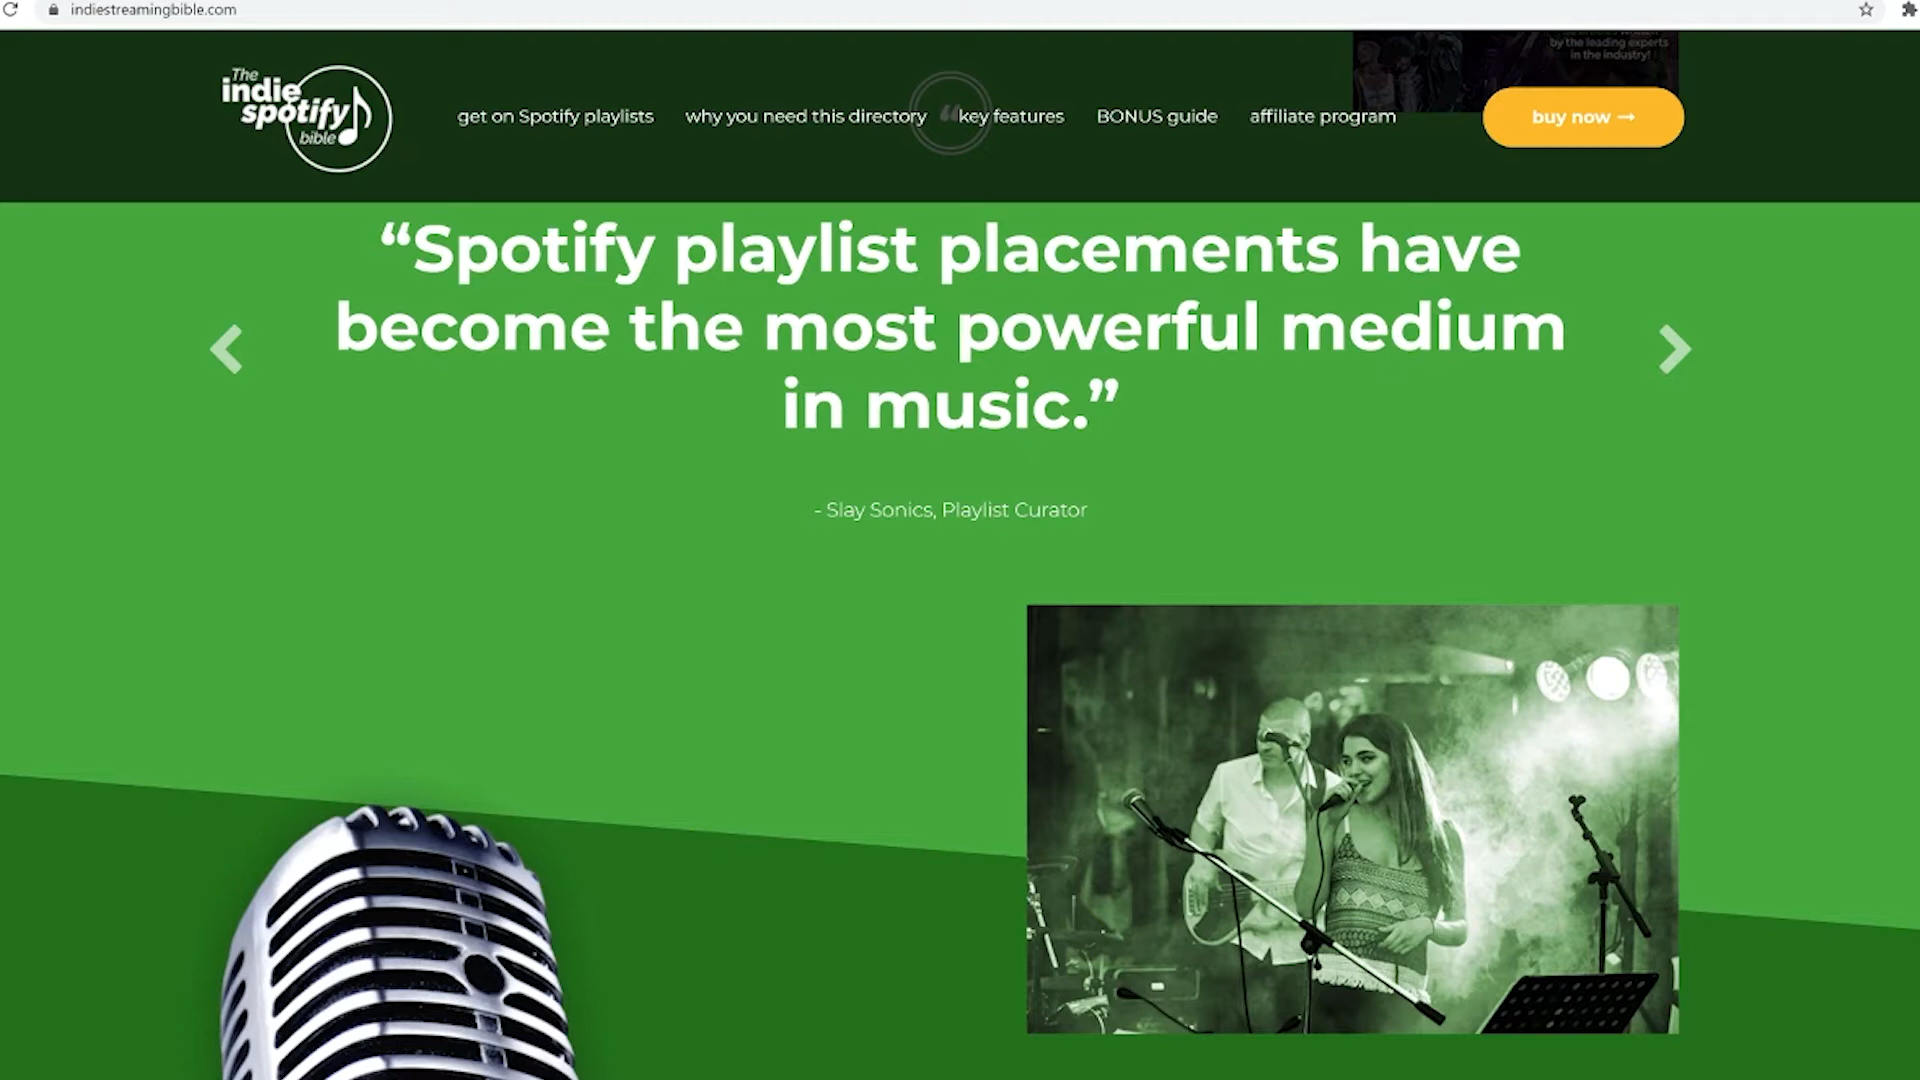 indiestreamingbible.com
by the leading experts
in the industry!
The
indie
spotify
bible
get on Spotify playlists
why you need this directory
key features
BONUS guide
affiliate program
buy now →
“Spotify playlist placements have
become the most powerful medium
in music.”
- Slay Sonics, Playlist Curator